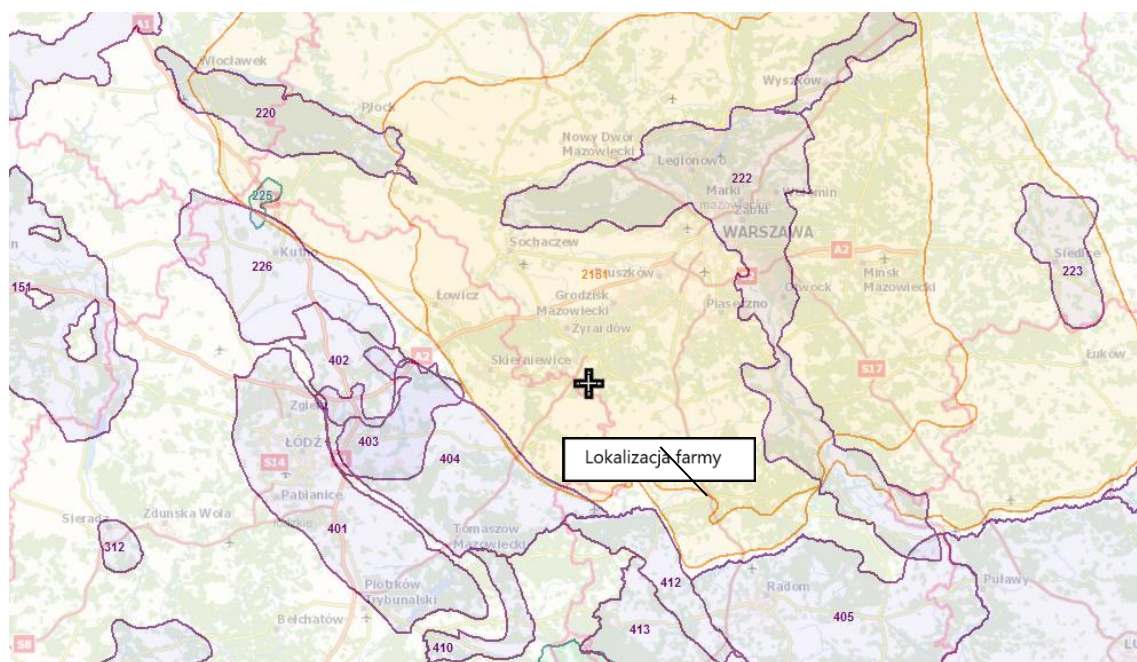 A1
Włocławek
220
Płock
Wyszków
Nowy Dwór
Mazowiecki
Legionowo
222
Marki
mazowieckie
Ząbki
WARSZAWA
225
Kutno
226
Sochaczew
2151
uszków
A2
Mińsk
Mazowiecki
Otwock
Siedlce
223
151
Łowicz
Grodzisk
Mazowiecki
Piaseczno
Żyrardów
Skierniewice
A2
402
Łuków
S17
Zgierz
ŁÓDŹ
403
404
S14
Lokalizacja farmy
Pabianice
Sieradz
Zduńska Wola
401
312
Tomaszów
Mazowiecki
Piotrków
Trybunalski
412
Radom
Puławy
405
413
Bełchatów
410
S8